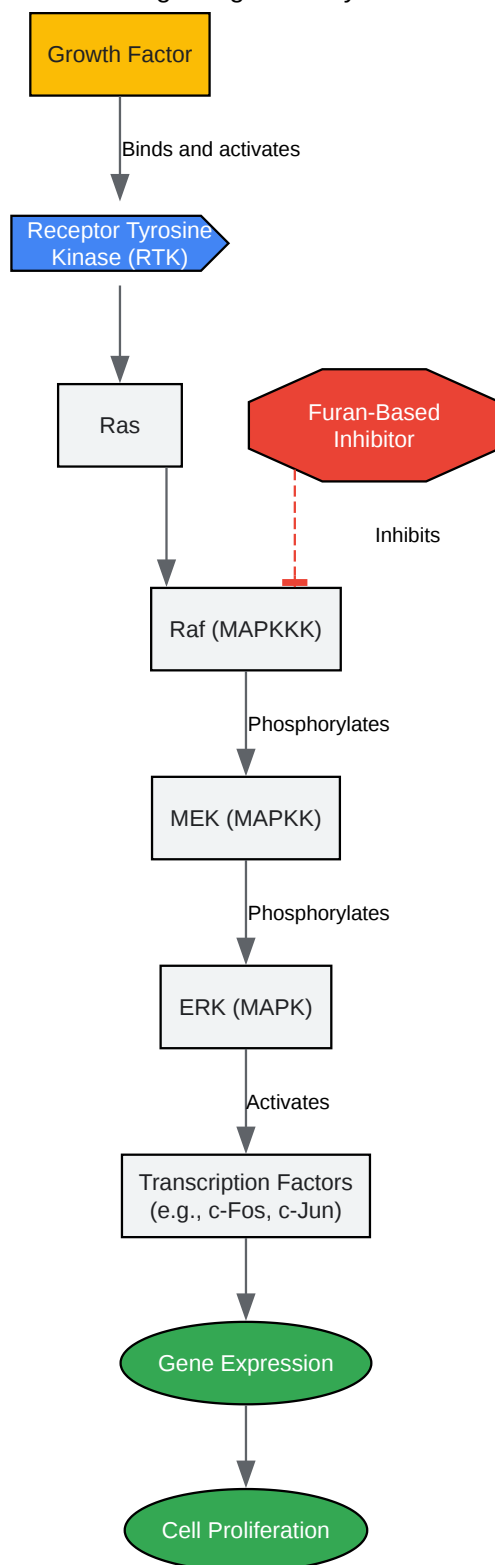 Growth Factor
Binds and activates
Receptor Tyrosine
Kinase (RTK)
Ras
Furan-Based
Inhibitor
Inhibits
Raf (MAPKKK)
Phosphorylates
MEK (MAPKK)
Phosphorylates
ERK (MAPK)
Activates
Transcription Factors
(e.g., c-Fos, c-Jun)
Gene Expression
Cell Proliferation